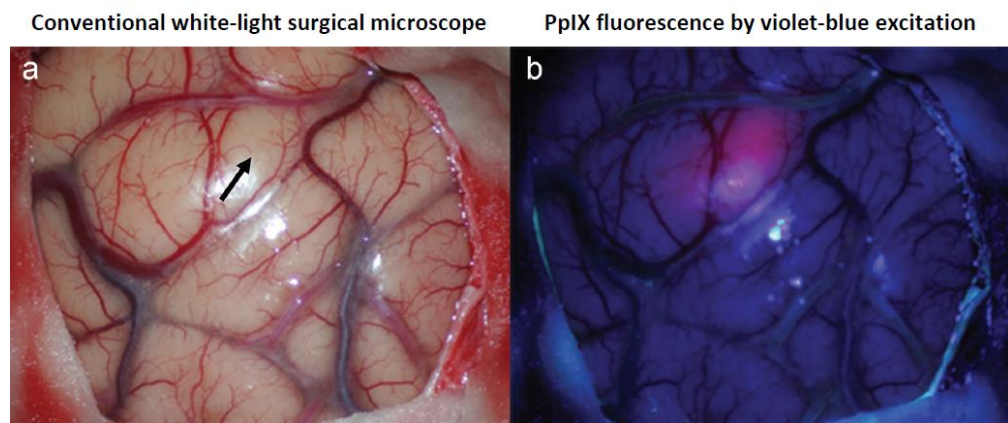 Conventional white-light surgical microscope
PpIX fluorescence by violet-blue excitation
a
b